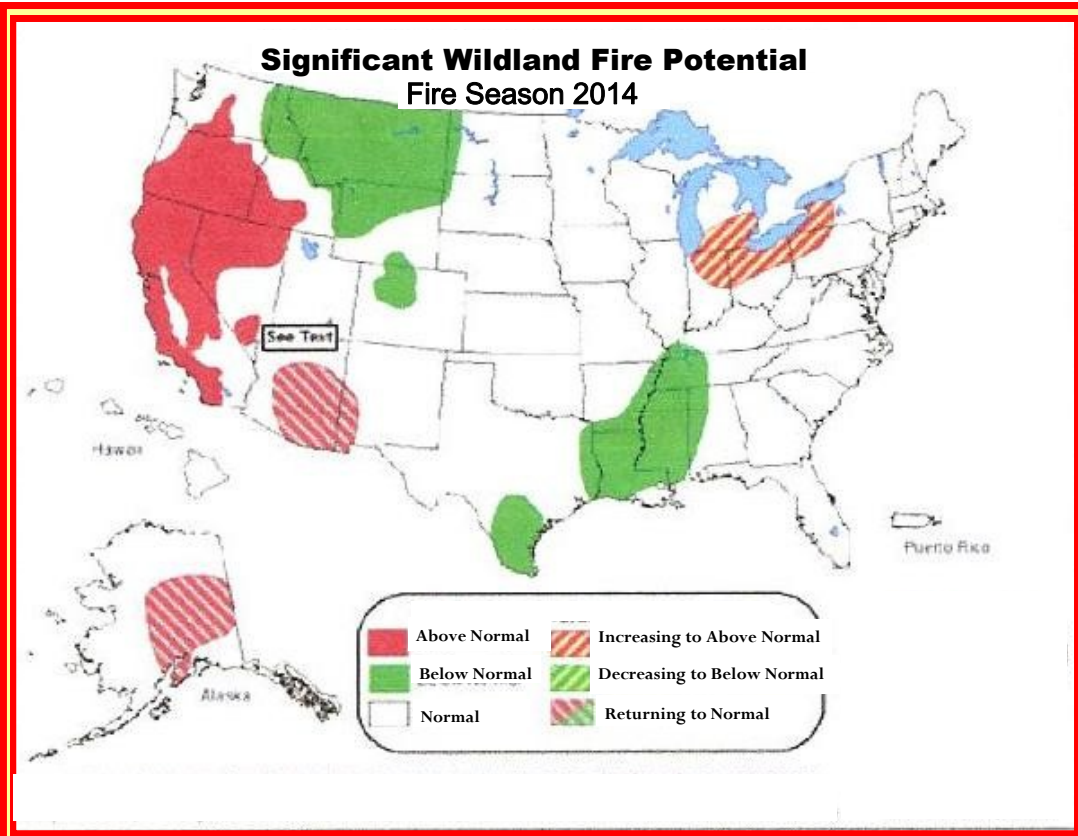 Significant Wildland Fire Potential
Fire Season 2014
See Text
Hawaii
Puerto Rico
Alaska
Above Normal
Increasing to Above Normal
Below Normal
Decreasing to Below Normal
Normal
Returning to Normal